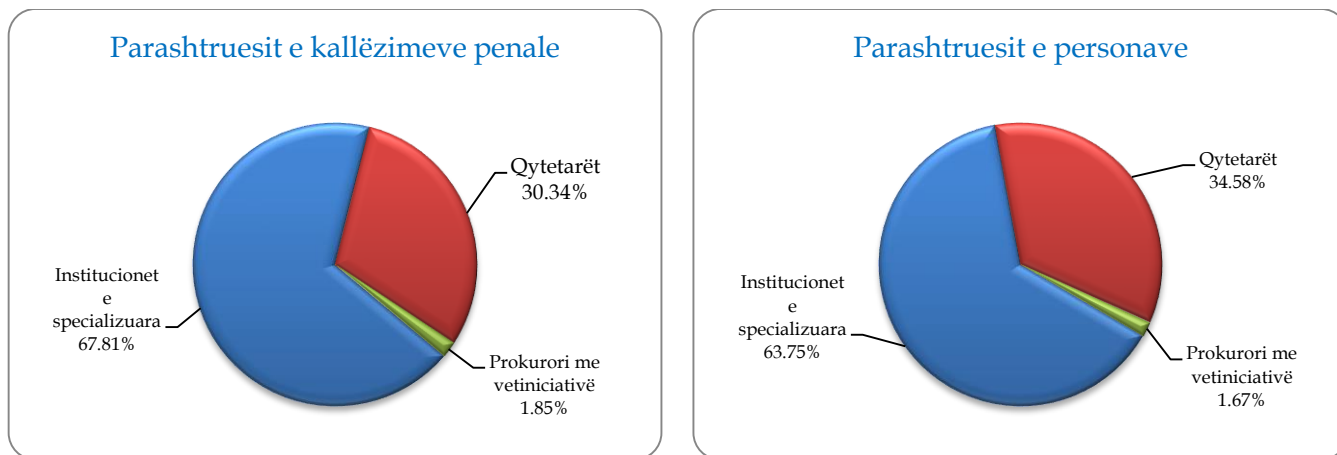 Parashtruesit e kallëzimeve penale
Qytetarët
30.34%
Institucionet
e
specializuara
67.81%
Prokurori me
vetiniciativë
1.85%
Parashtruesit e personave
Qytetarët
34.58%
Institucionet
e
specializuara
63.75%
Prokurori me
vetiniciativë
1.67%